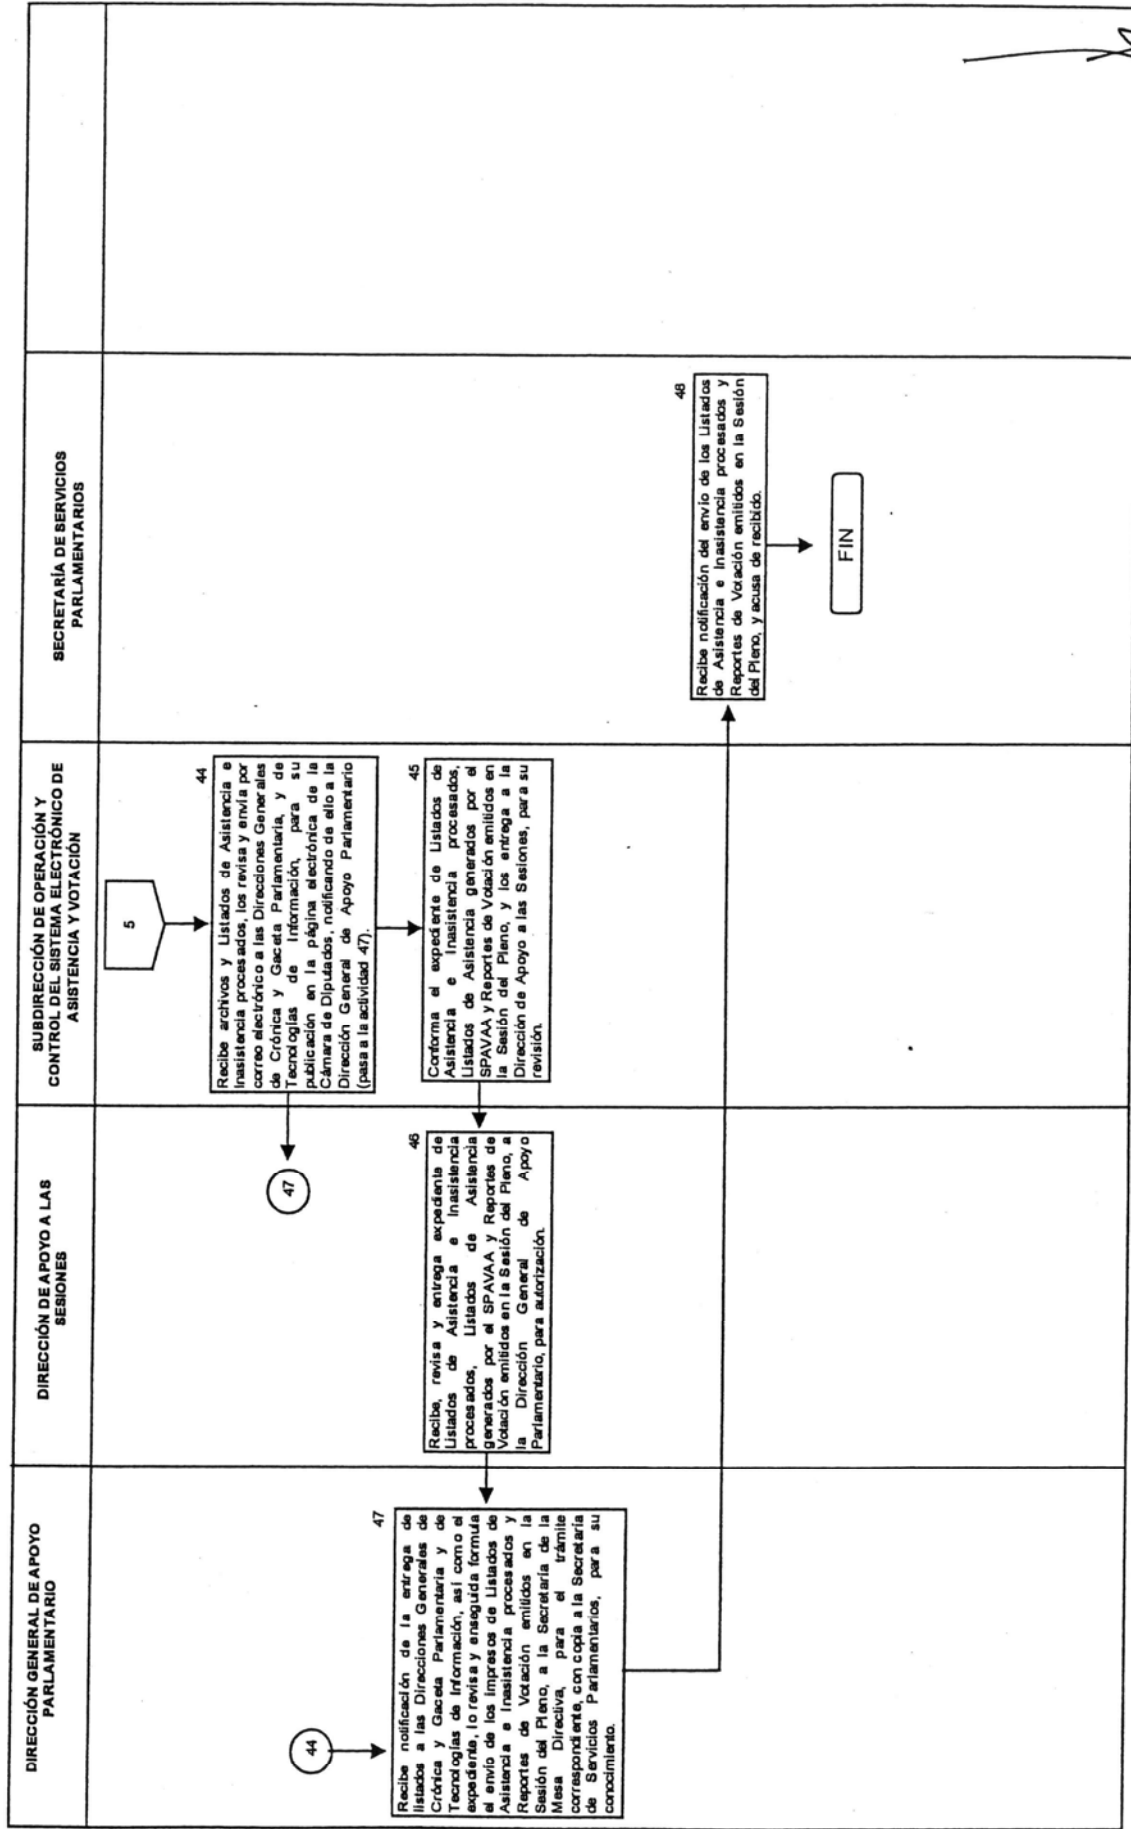 DIRECCIÓN GENERAL DE APOYO
PARLAMENTARIO
DIRECCIÓN DE APOYO A LAS
SESIONES
SUBDIRECCIÓN DE OPERACIÓN Y
CONTROL DEL SISTEMA ELECTRÓNICO DE
ASISTENCIA Y VOTACIÓN
SECRETARÍA DE SERVICIOS
PARLAMENTARIOS
5
44
Recibe archivos y Listados de Asistencia e
Inasistencia procesados, los revisa y envía por
correo electrónico a las Direcciones Generales
de Crónica y Gaceta Parlamentaria, y de
Tecnologías de Información, para su
publicación en la página electrónica de la
Cámara de Diputados, notificando de ello a la
Dirección General de Apoyo Parlamentario
(pasa a la actividad 47).
47
45
Conforma el expediente de Listados de
Asistencia e Inasistencia procesados,
Listados de Asistencia generados por el
SPAVAA y Reportes de Votación emitidos en
la Sesión del Pleno, y los entrega a la
Dirección de Apoyo a las Sesiones, para su
revisión.
46
Recibe, revisa y entrega expediente de
Listados de Asistencia e Inasistencia
procesados, Listados de Asistencia
generados por el SPAVAA y Reportes de
Votación emitidos en la Sesión del Pleno, a
la Dirección General de Apoyo
Parlamentario, para autorización.
44
47
Recibe notificación de la entrega de
listados a las Direcciones Generales de
Crónica y Gaceta Parlamentaria y de
Tecnologías de Información, así como el
expediente, lo revisa y enseguida formula
el envío de los impresos de Listados de
Asistencia e Inasistencia procesados y
Reportes de Votación emitidos en la
Sesión del Pleno, a la Secretaría de la
Mesa Directiva, para el trámite
correspondiente, con copia a la Secretaría
de Servicios Parlamentarios, para su
conocimiento.
48
Recibe notificación del envío de los Listados
de Asistencia e Inasistencia procesados y
Reportes de Votación emitidos en la Sesión
del Pleno, y acusa de recibido.
FIN